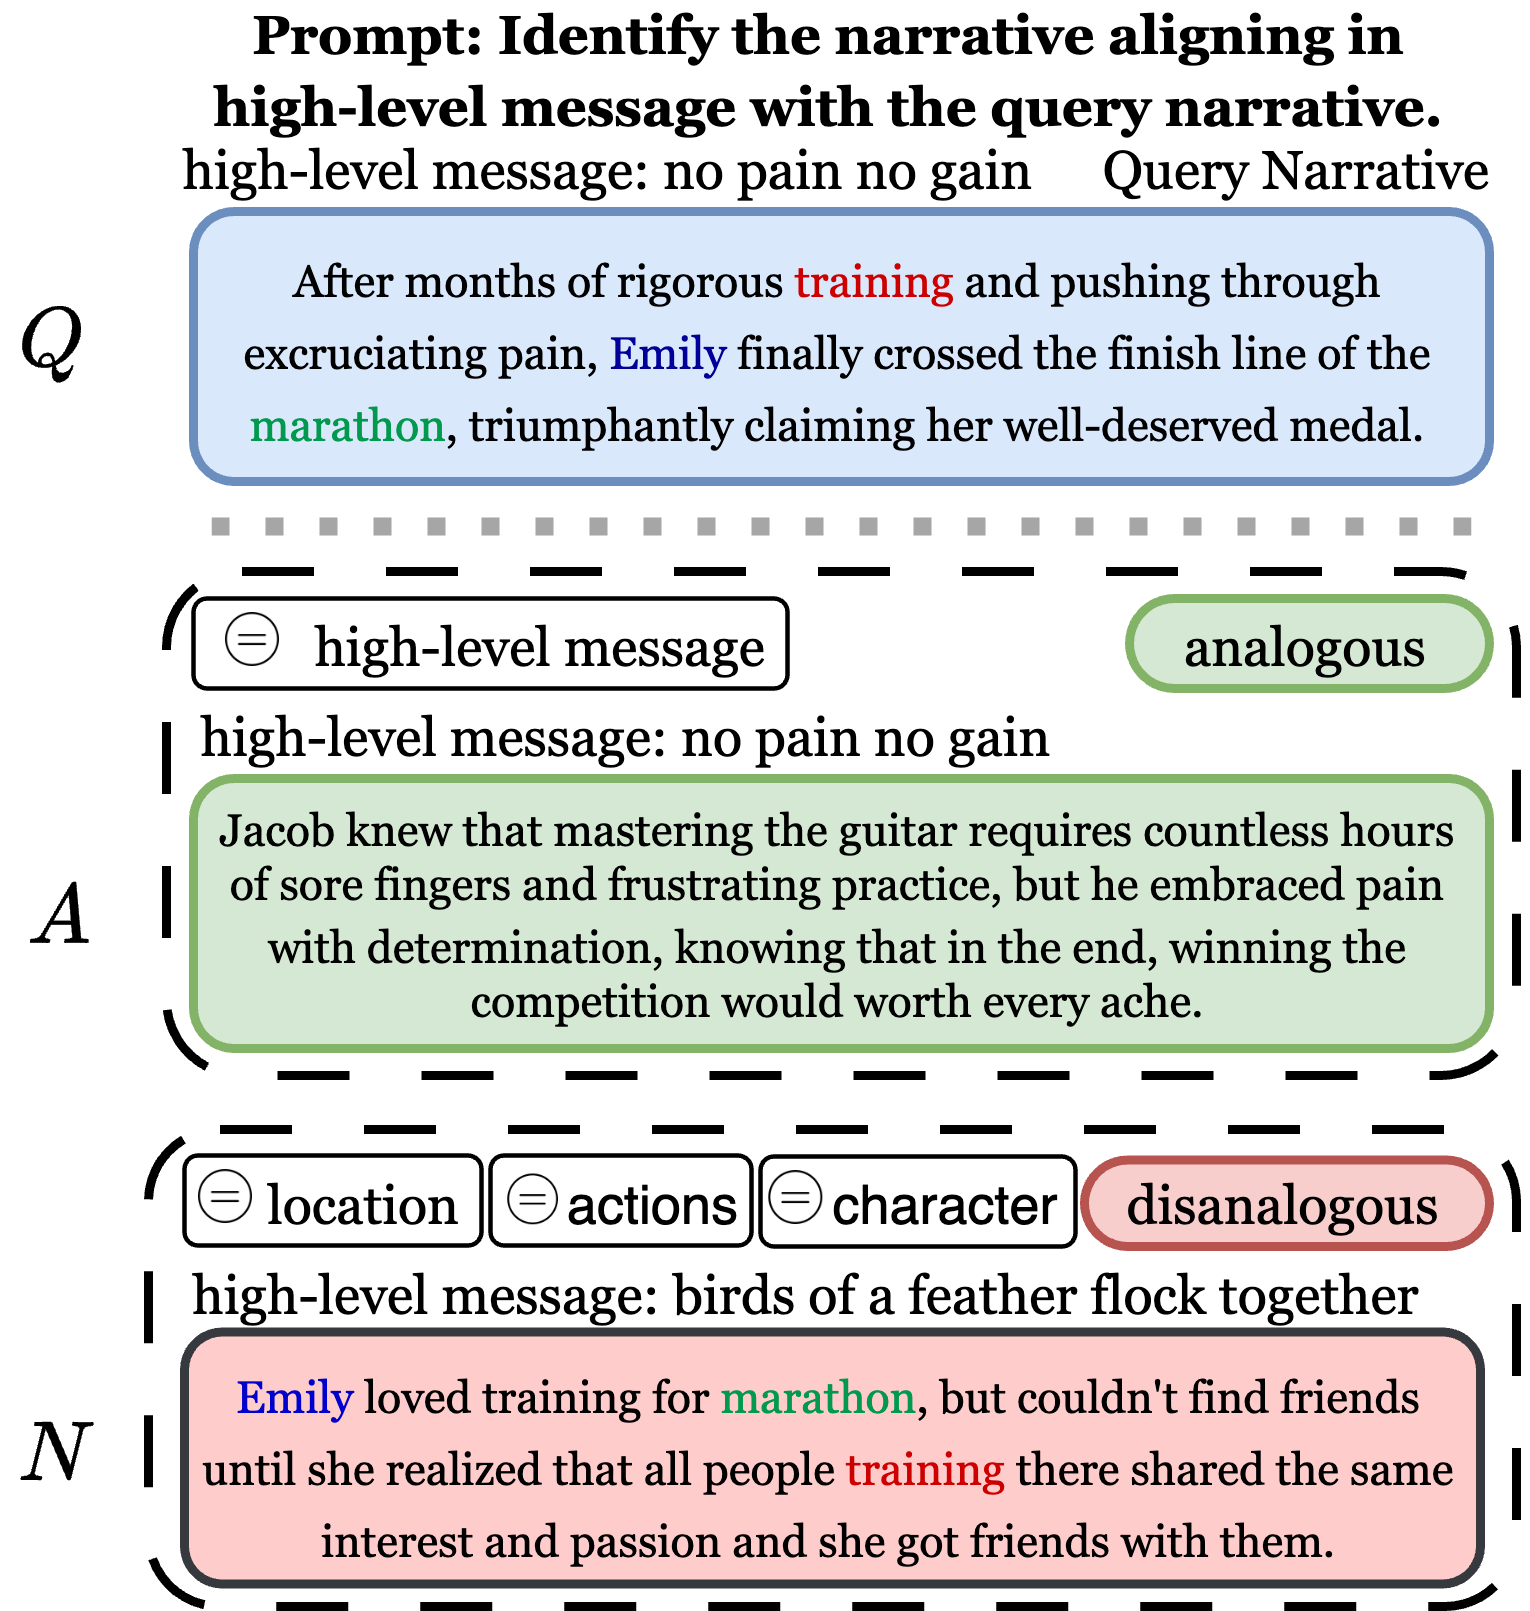 Prompt: Identify the narrative aligning in
high-level message with the query narrative.
high-level message: no pain no gain Query Narrative
Q
After months of rigorous training and pushing through
excruciating pain, Emily finally crossed the finish line of the
marathon, triumphantly claiming her well-deserved medal.
= high-level message analogous
high-level message: no pain no gain
A
Jacob knew that mastering the guitar requires countless hours
of sore fingers and frustrating practice, but he embraced pain
with determination, knowing that in the end, winning the
competition would worth every ache.
= location = actions = character disanalogous
high-level message: birds of a feather flock together
N
Emily loved training for marathon, but couldn't find friends
until she realized that all people training there shared the same
interest and passion and she got friends with them.